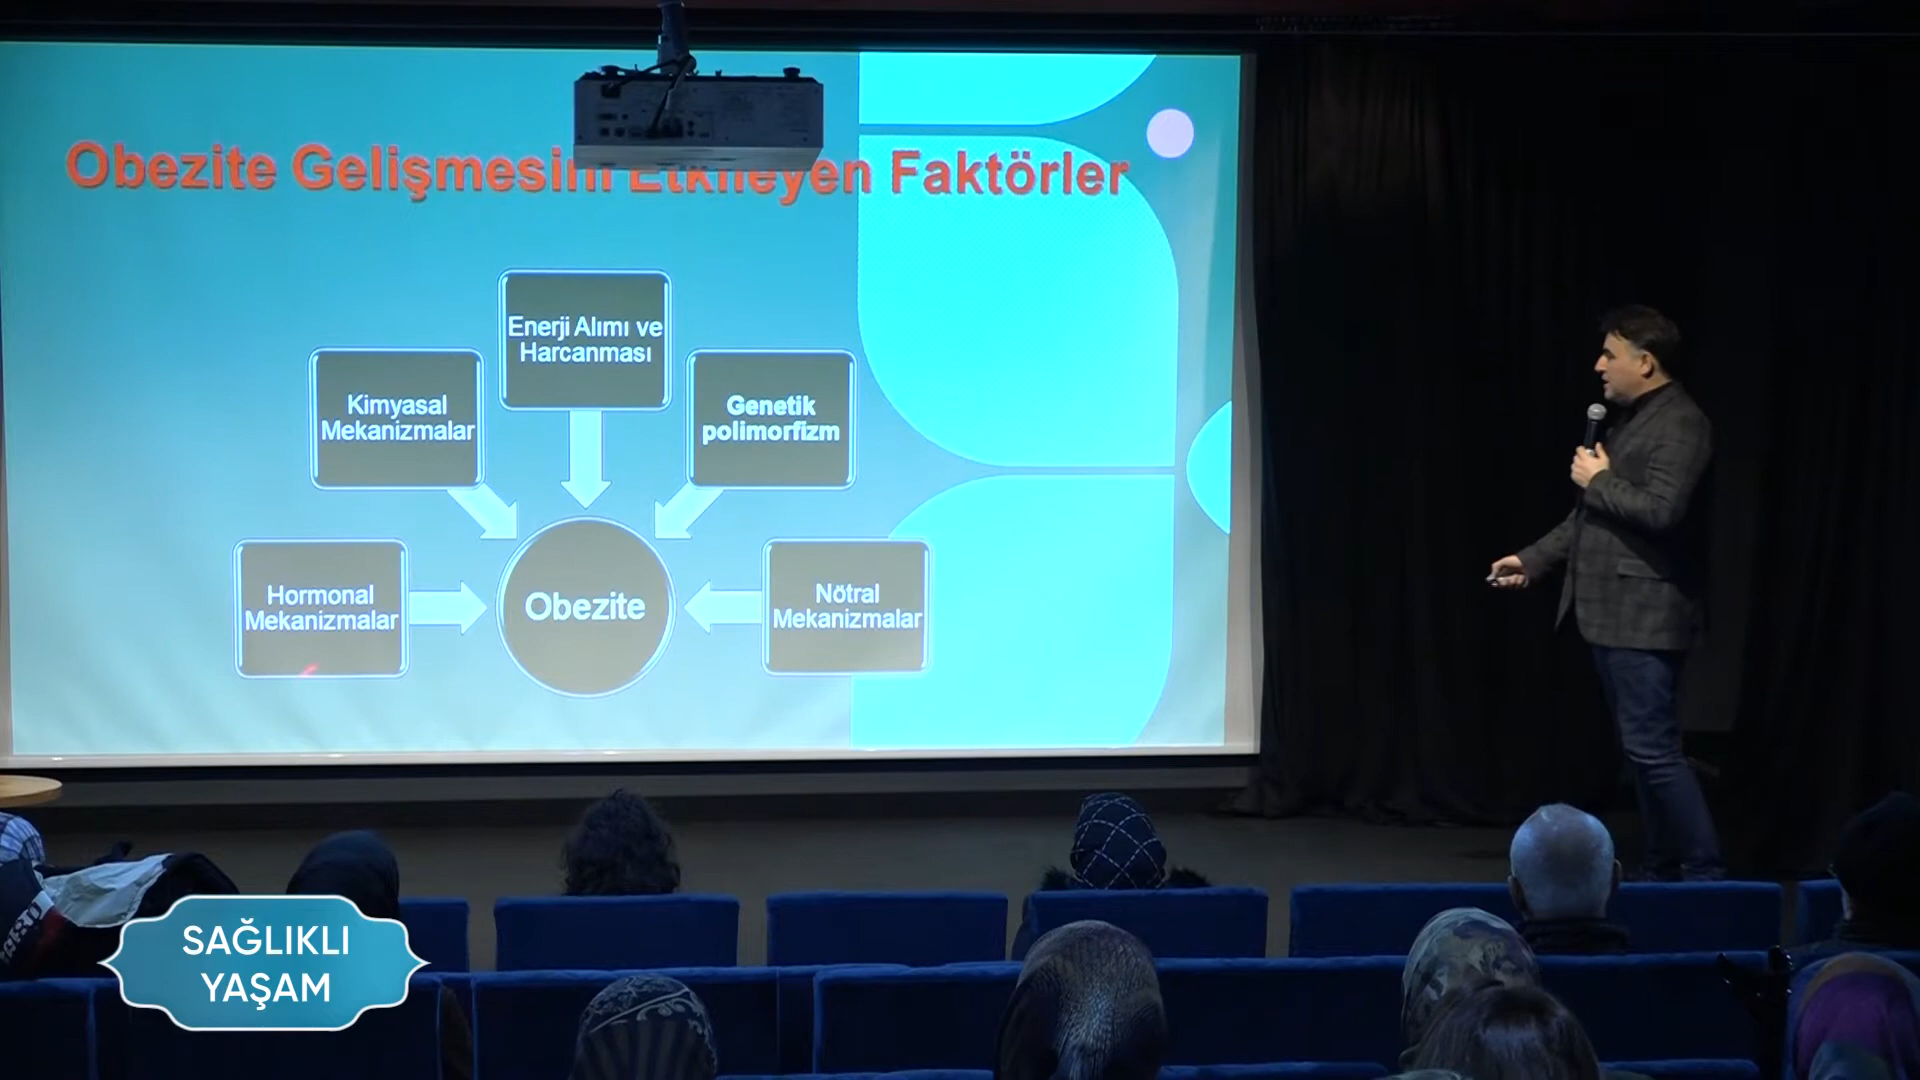 Obezite Gelişmesini Etkileyen Faktörler
Enerji Alımı ve
Harcanması
Kimyasal
Mekanizmalar
Genetik
polimorfizm
Hormonal
Mekanizmalar
Obezite
Nötral
Mekanizmalar
SAĞLIKLI
YAŞAM